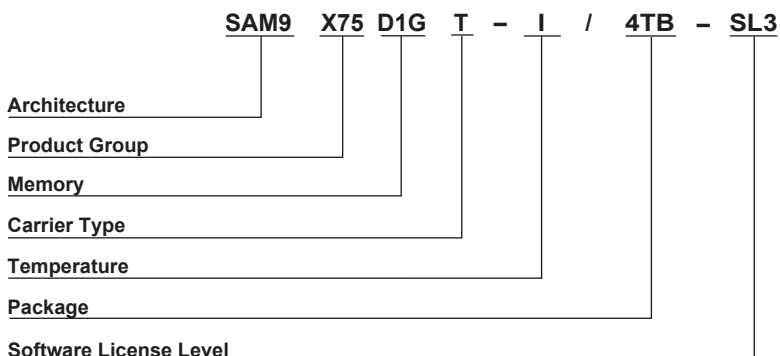 SAM9 X75 D1G T – I / 4TB – SL3
Architecture
Product Group
Memory
Carrier Type
Temperature
Package
Software License Level